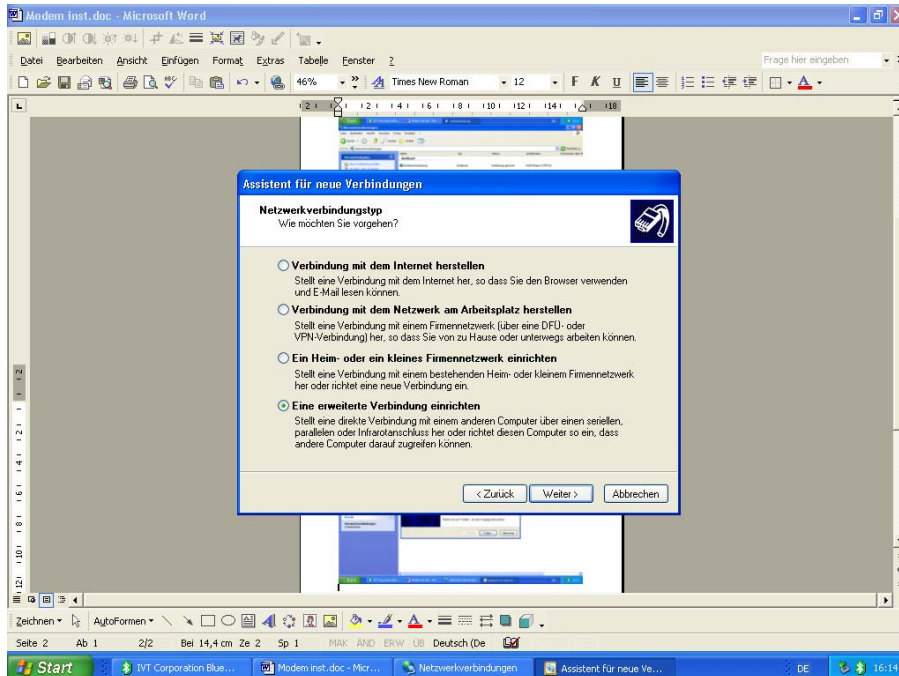 Modem inst.doc - Microsoft Word
Datei Bearbeiten Ansicht Einfügen Format Extras Tabelle Fenster ?
Frage hier eingeben
46% Times New Roman 12 F K U
Assistent für neue Verbindungen
Netzwerkverbindungstyp
Wie möchten Sie vorgehen?
Verbindung mit dem Internet herstellen
Stellt eine Verbindung mit dem Internet her, so dass Sie den Browser verwenden
und E-Mail lesen können.
Verbindung mit dem Netzwerk am Arbeitsplatz herstellen
Stellt eine Verbindung mit einem Firmennetzwerk (über eine DFÜ- oder
VPN-Verbindung) her, so dass Sie von zu Hause oder unterwegs arbeiten können.
Ein Heim- oder ein kleines Firmennetzwerk einrichten
Stellt eine Verbindung mit einem bestehenden Heim- oder kleinem Firmennetzwerk
her oder richtet eine neue Verbindung ein.
Eine erweiterte Verbindung einrichten
Stellt eine direkte Verbindung mit einem anderen Computer über einen seriellen,
parallelen oder Infrarotanschluss her oder richtet diesen Computer so ein, dass
andere Computer darauf zugreifen können.
< Zurück Weiter > Abbrechen
Zeichnen AutoFormen
Seite 2 Ab 1 2/2 Bei 14,4 cm Ze 2 Sp 1 MAK ÄND ERW ÜB Deutsch (De
Start IVT Corporation Blue... Modem inst.doc - Micr... Netzwerkverbindungen Assistent für neue Ve... DE 16:14